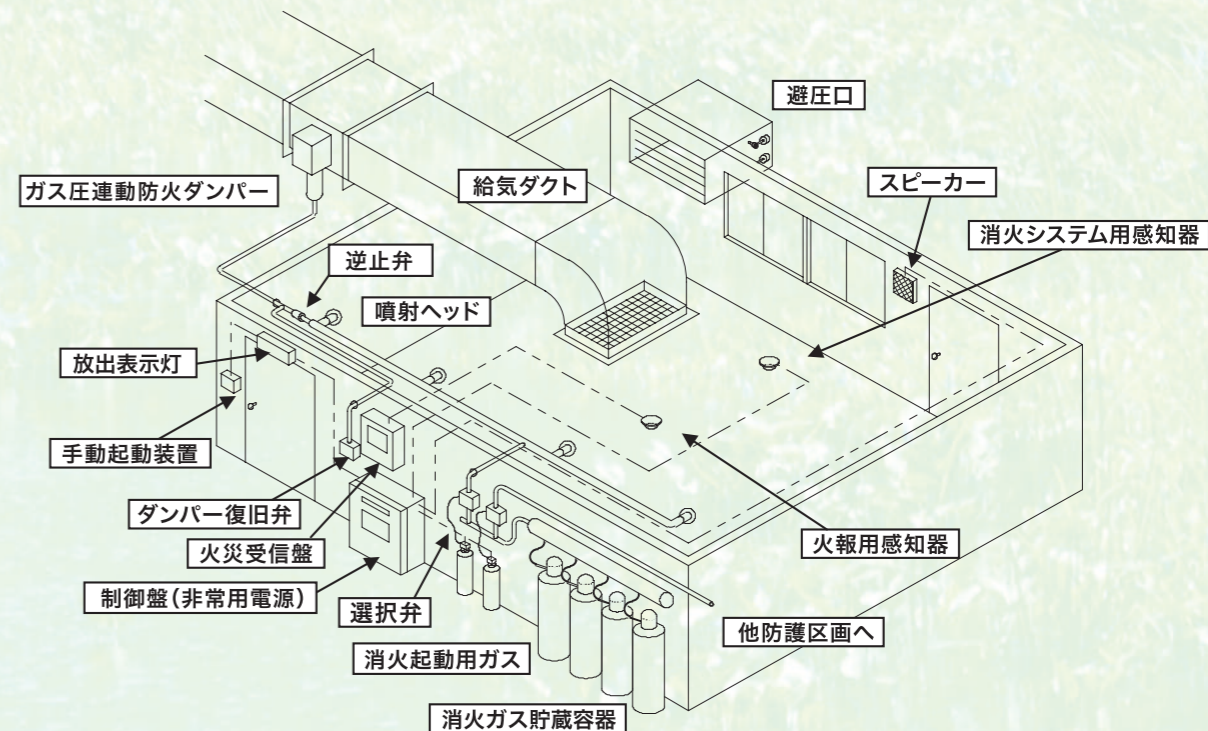 避圧口
ガス圧連動防火ダンパー
給気ダクト
スピーカー
消火システム用感知器
逆止弁
噴射ヘッド
放出表示灯
手動起動装置
ダンパー復旧弁
火災受信盤
火報用感知器
制御盤(非常用電源)
選択弁
他防護区画へ
消火起動用ガス
消火ガス貯蔵容器